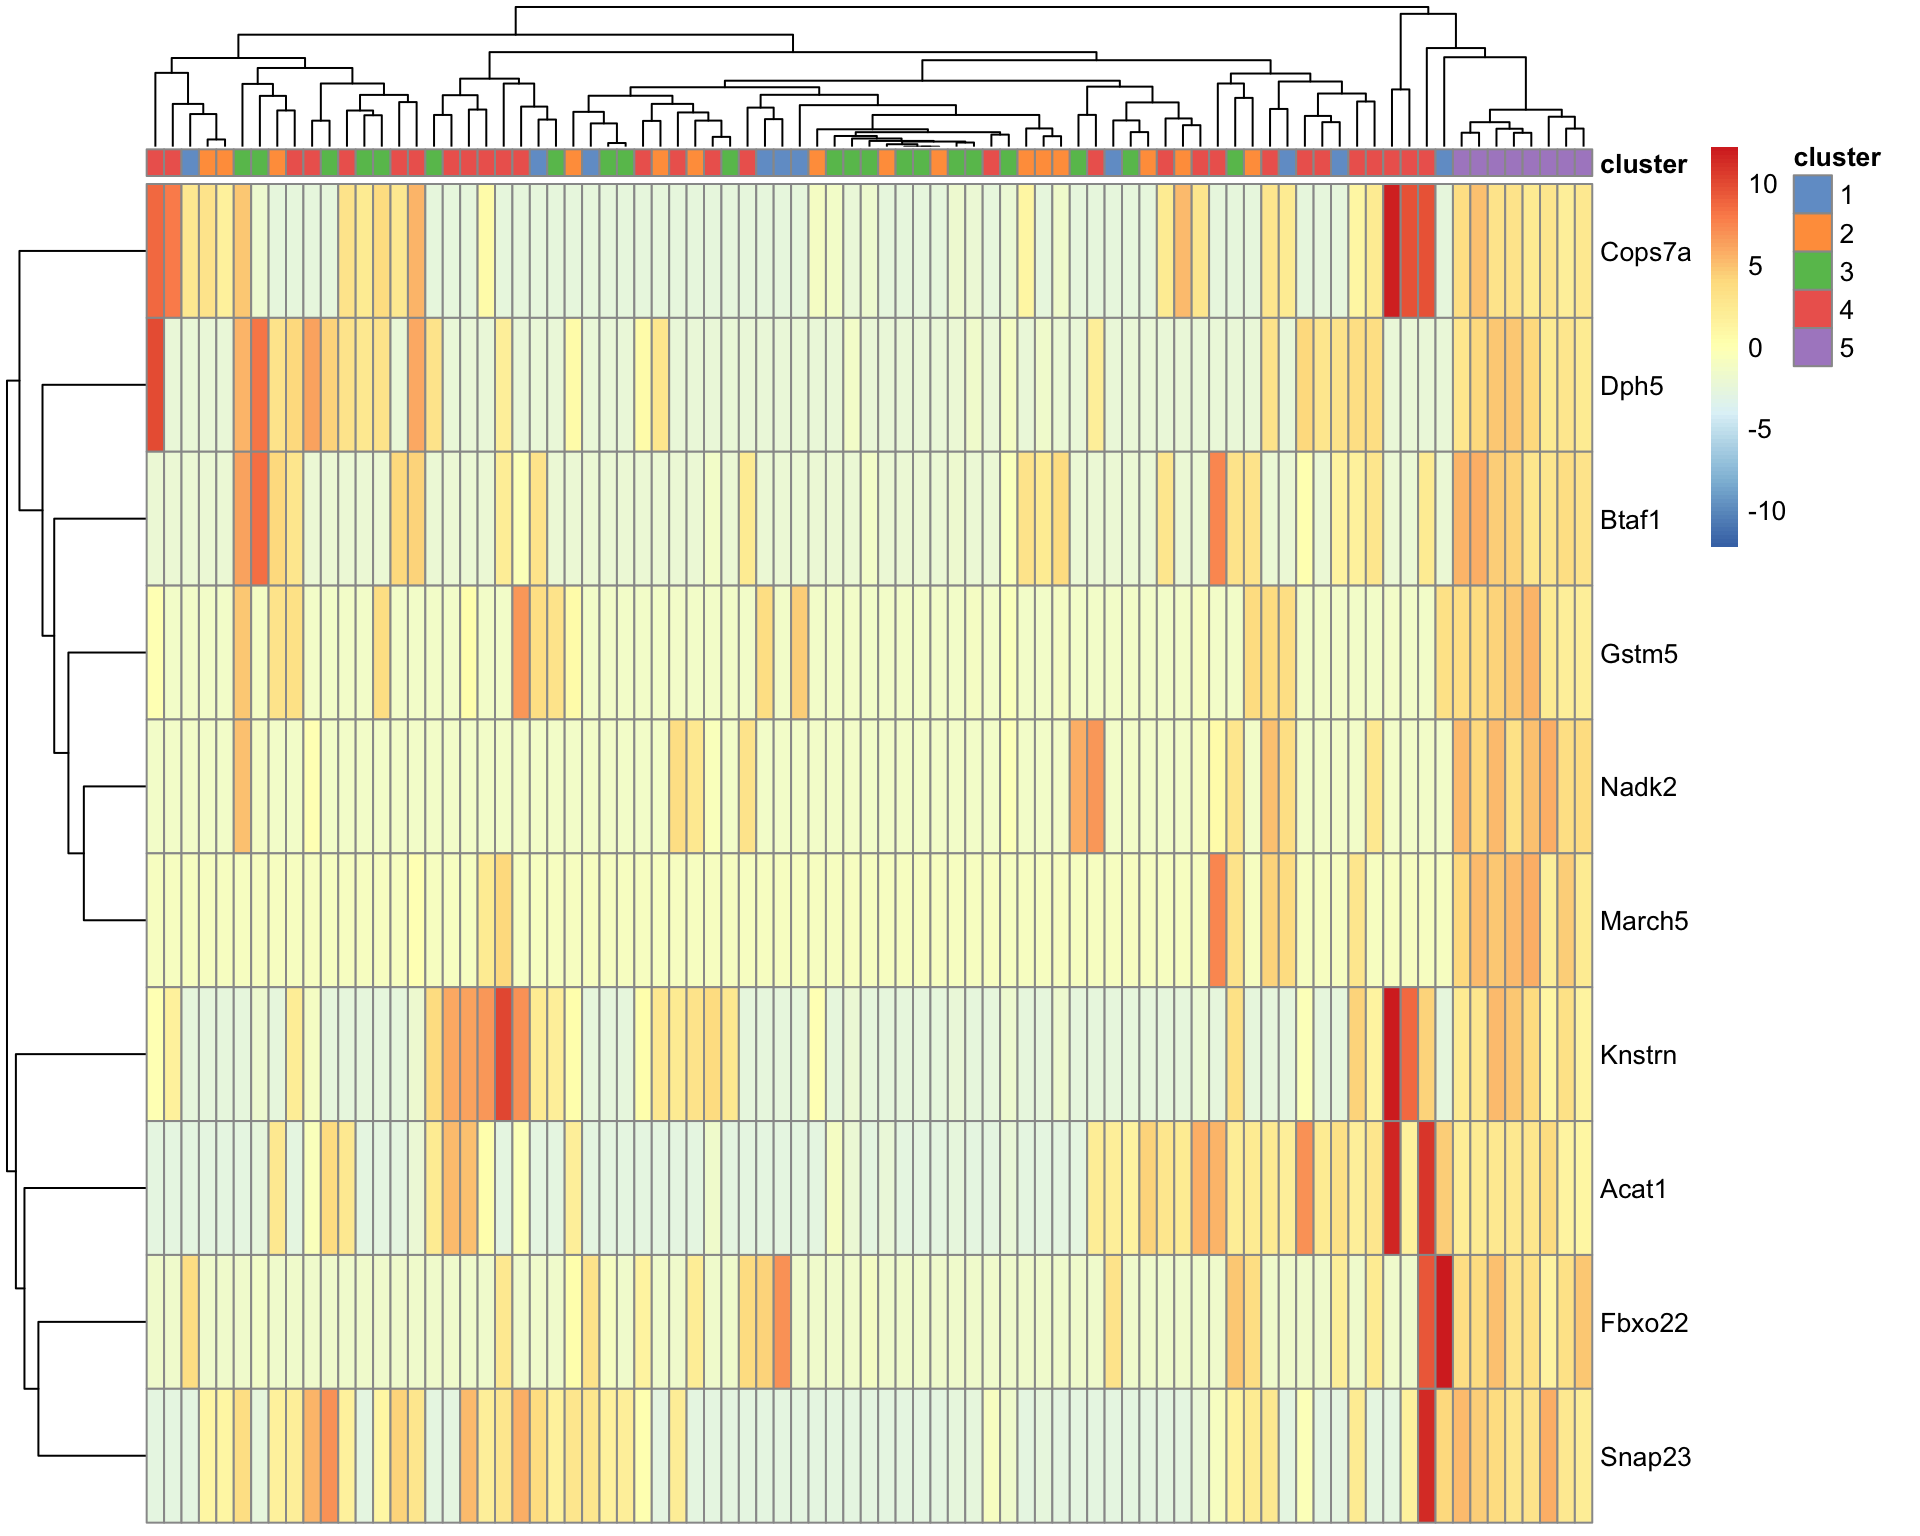 cluster
cluster
1
2
3
4
5
10
5
0
-5
-10
Cops7a
Dph5
Btaf1
Gstm5
Nadk2
March5
Knstrn
Acat1
Fbxo22
Snap23